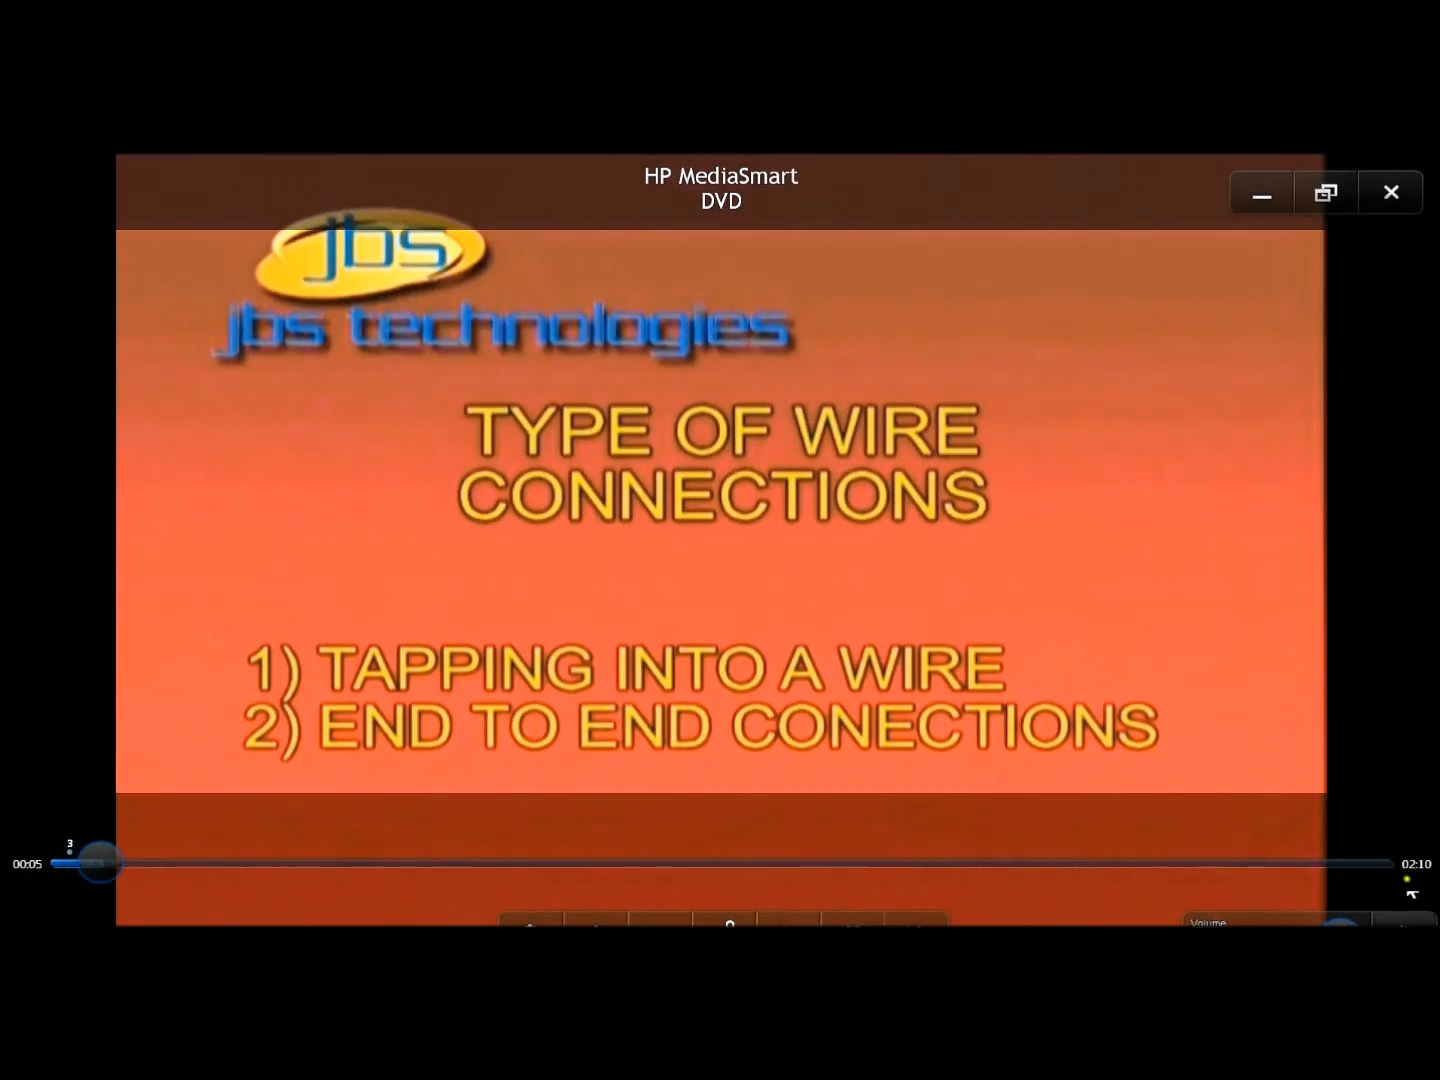 HP MediaSmart
DVD
jbs
jbs technologies
TYPE OF WIRE
CONNECTIONS
1) TAPPING INTO A WIRE
2) END TO END CONECTIONS
3
00:05
02:10
Volume